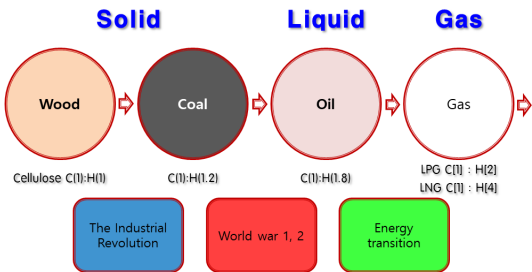 Solid
Liquid
Gas
Wood
Coal
Oil
Gas
Cellulose C(1):H(1)
C(1):H(1.2)
C(1):H(1.8)
LPG C[1] : H[2]
LNG C[1] : H[4]
The Industrial
Revolution
World war 1, 2
Energy
transition